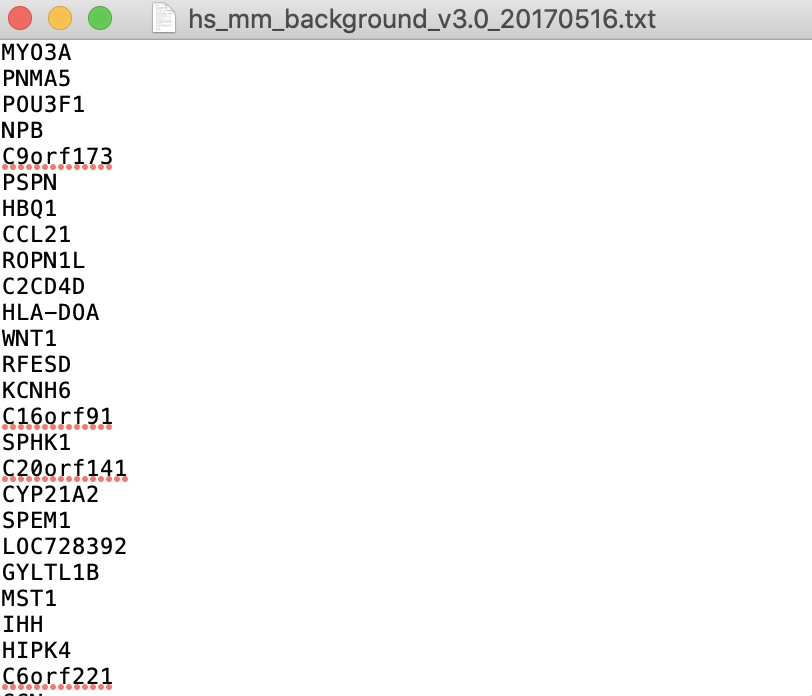 hs_mm_background_v3.0_20170516.txt
MYO3A
PNMA5
POU3F1
NPB
C9orf173
PSPN
HBQ1
CCL21
ROPN1L
C2CD4D
HLA-DOA
WNT1
RFESD
KCNH6
C16orf91
SPHK1
C20orf141
CYP21A2
SPEM1
LOC728392
GYLTL1B
MST1
IHH
HIPK4
C6orf221